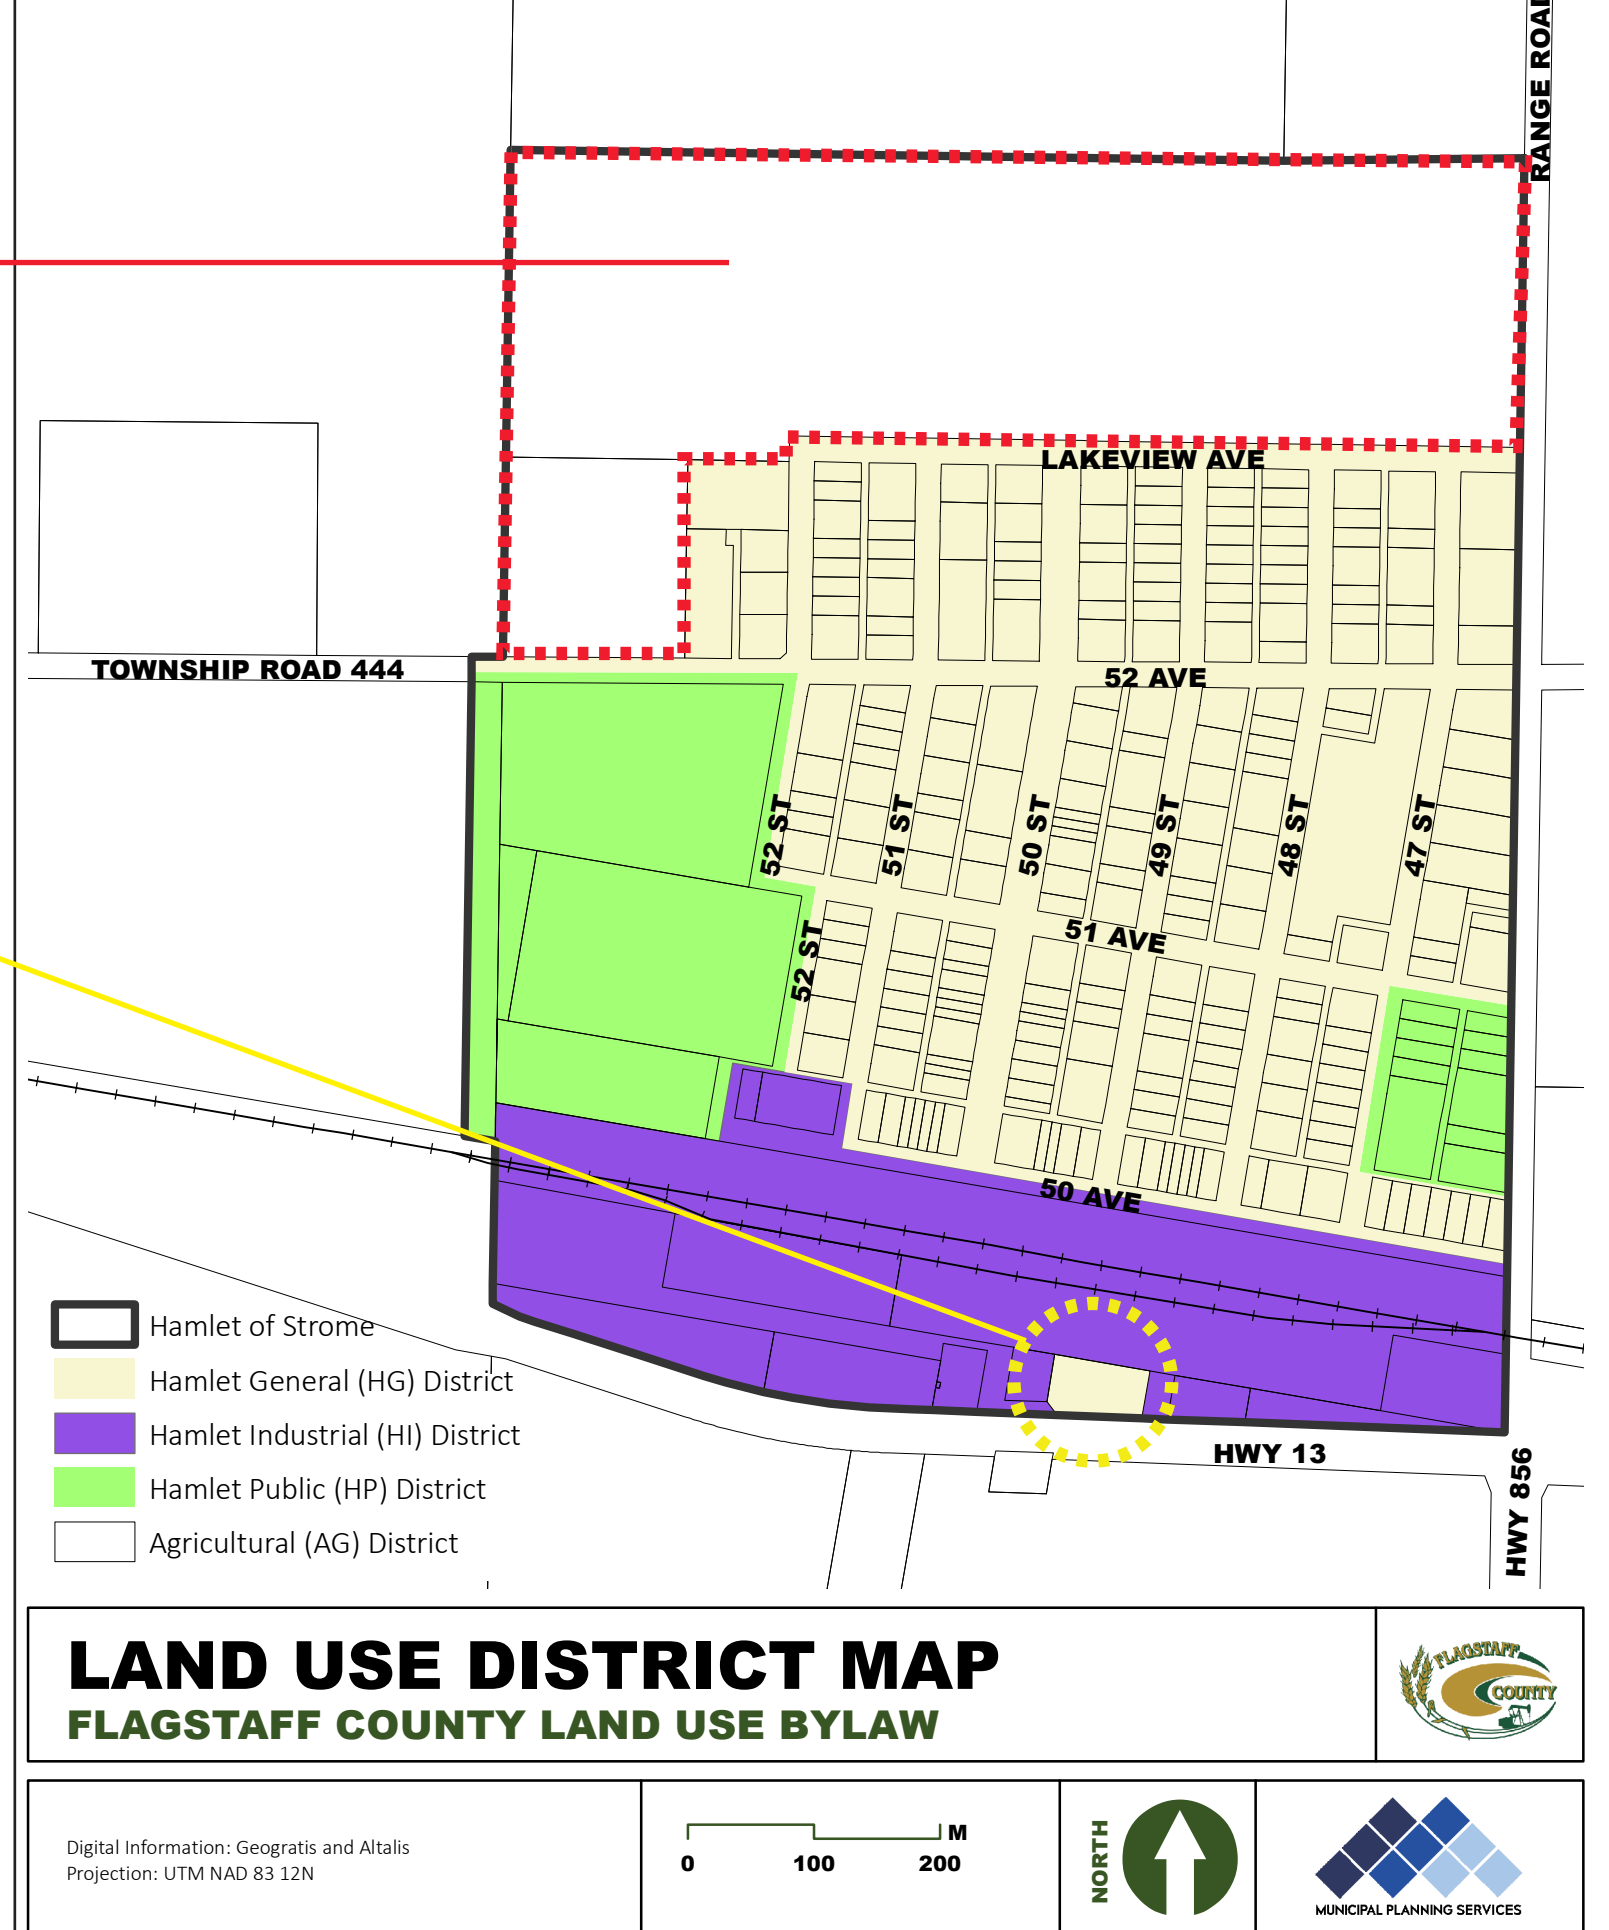 RANGE ROAD
LAKEVIEW AVE
TOWNSHIP ROAD 444
52 AVE
52 ST
51 ST
50 ST
49 ST
48 ST
47 ST
51 AVE
52 ST
50 AVE
HWY 13
HWY 856
Hamlet of Strome
Hamlet General (HG) District
Hamlet Industrial (HI) District
Hamlet Public (HP) District
Agricultural (AG) District
LAND USE DISTRICT MAP
FLAGSTAFF COUNTY LAND USE BYLAW
FLAGSTAFF
COUNTY
Digital Information: Geogratis and Altalis
Projection: UTM NAD 83 12N
M
0 100 200
NORTH
MUNICIPAL PLANNING SERVICES